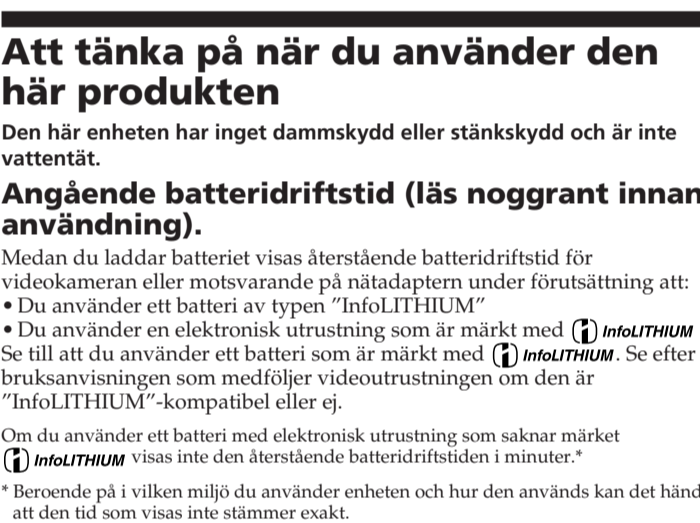 Att tänka på när du använder den
här produkten
Den här enheten har inget dammskydd eller stänkskydd och är inte
vattentät.
Angående batteridriftstid (läs noggrant innan
användning).
Medan du laddar batteriet visas återstående batteridriftstid för
videokameran eller motsvarande på nätadaptern under förutsättning att:
• Du använder ett batteri av typen ”InfoLITHIUM”
• Du använder en elektronisk utrustning som är märkt med InfoLITHIUM
Se till att du använder ett batteri som är märkt med InfoLITHIUM. Se efter
bruksanvisningen som medföljer videoutrustningen om den är
”InfoLITHIUM”-kompatibel eller ej.
Om du använder ett batteri med elektronisk utrustning som saknar märket
InfoLITHIUM visas inte den återstående batteridriftstiden i minuter.*
* Beroende på i vilken miljö du använder enheten och hur den används kan det händ
att den tid som visas inte stämmer exakt.